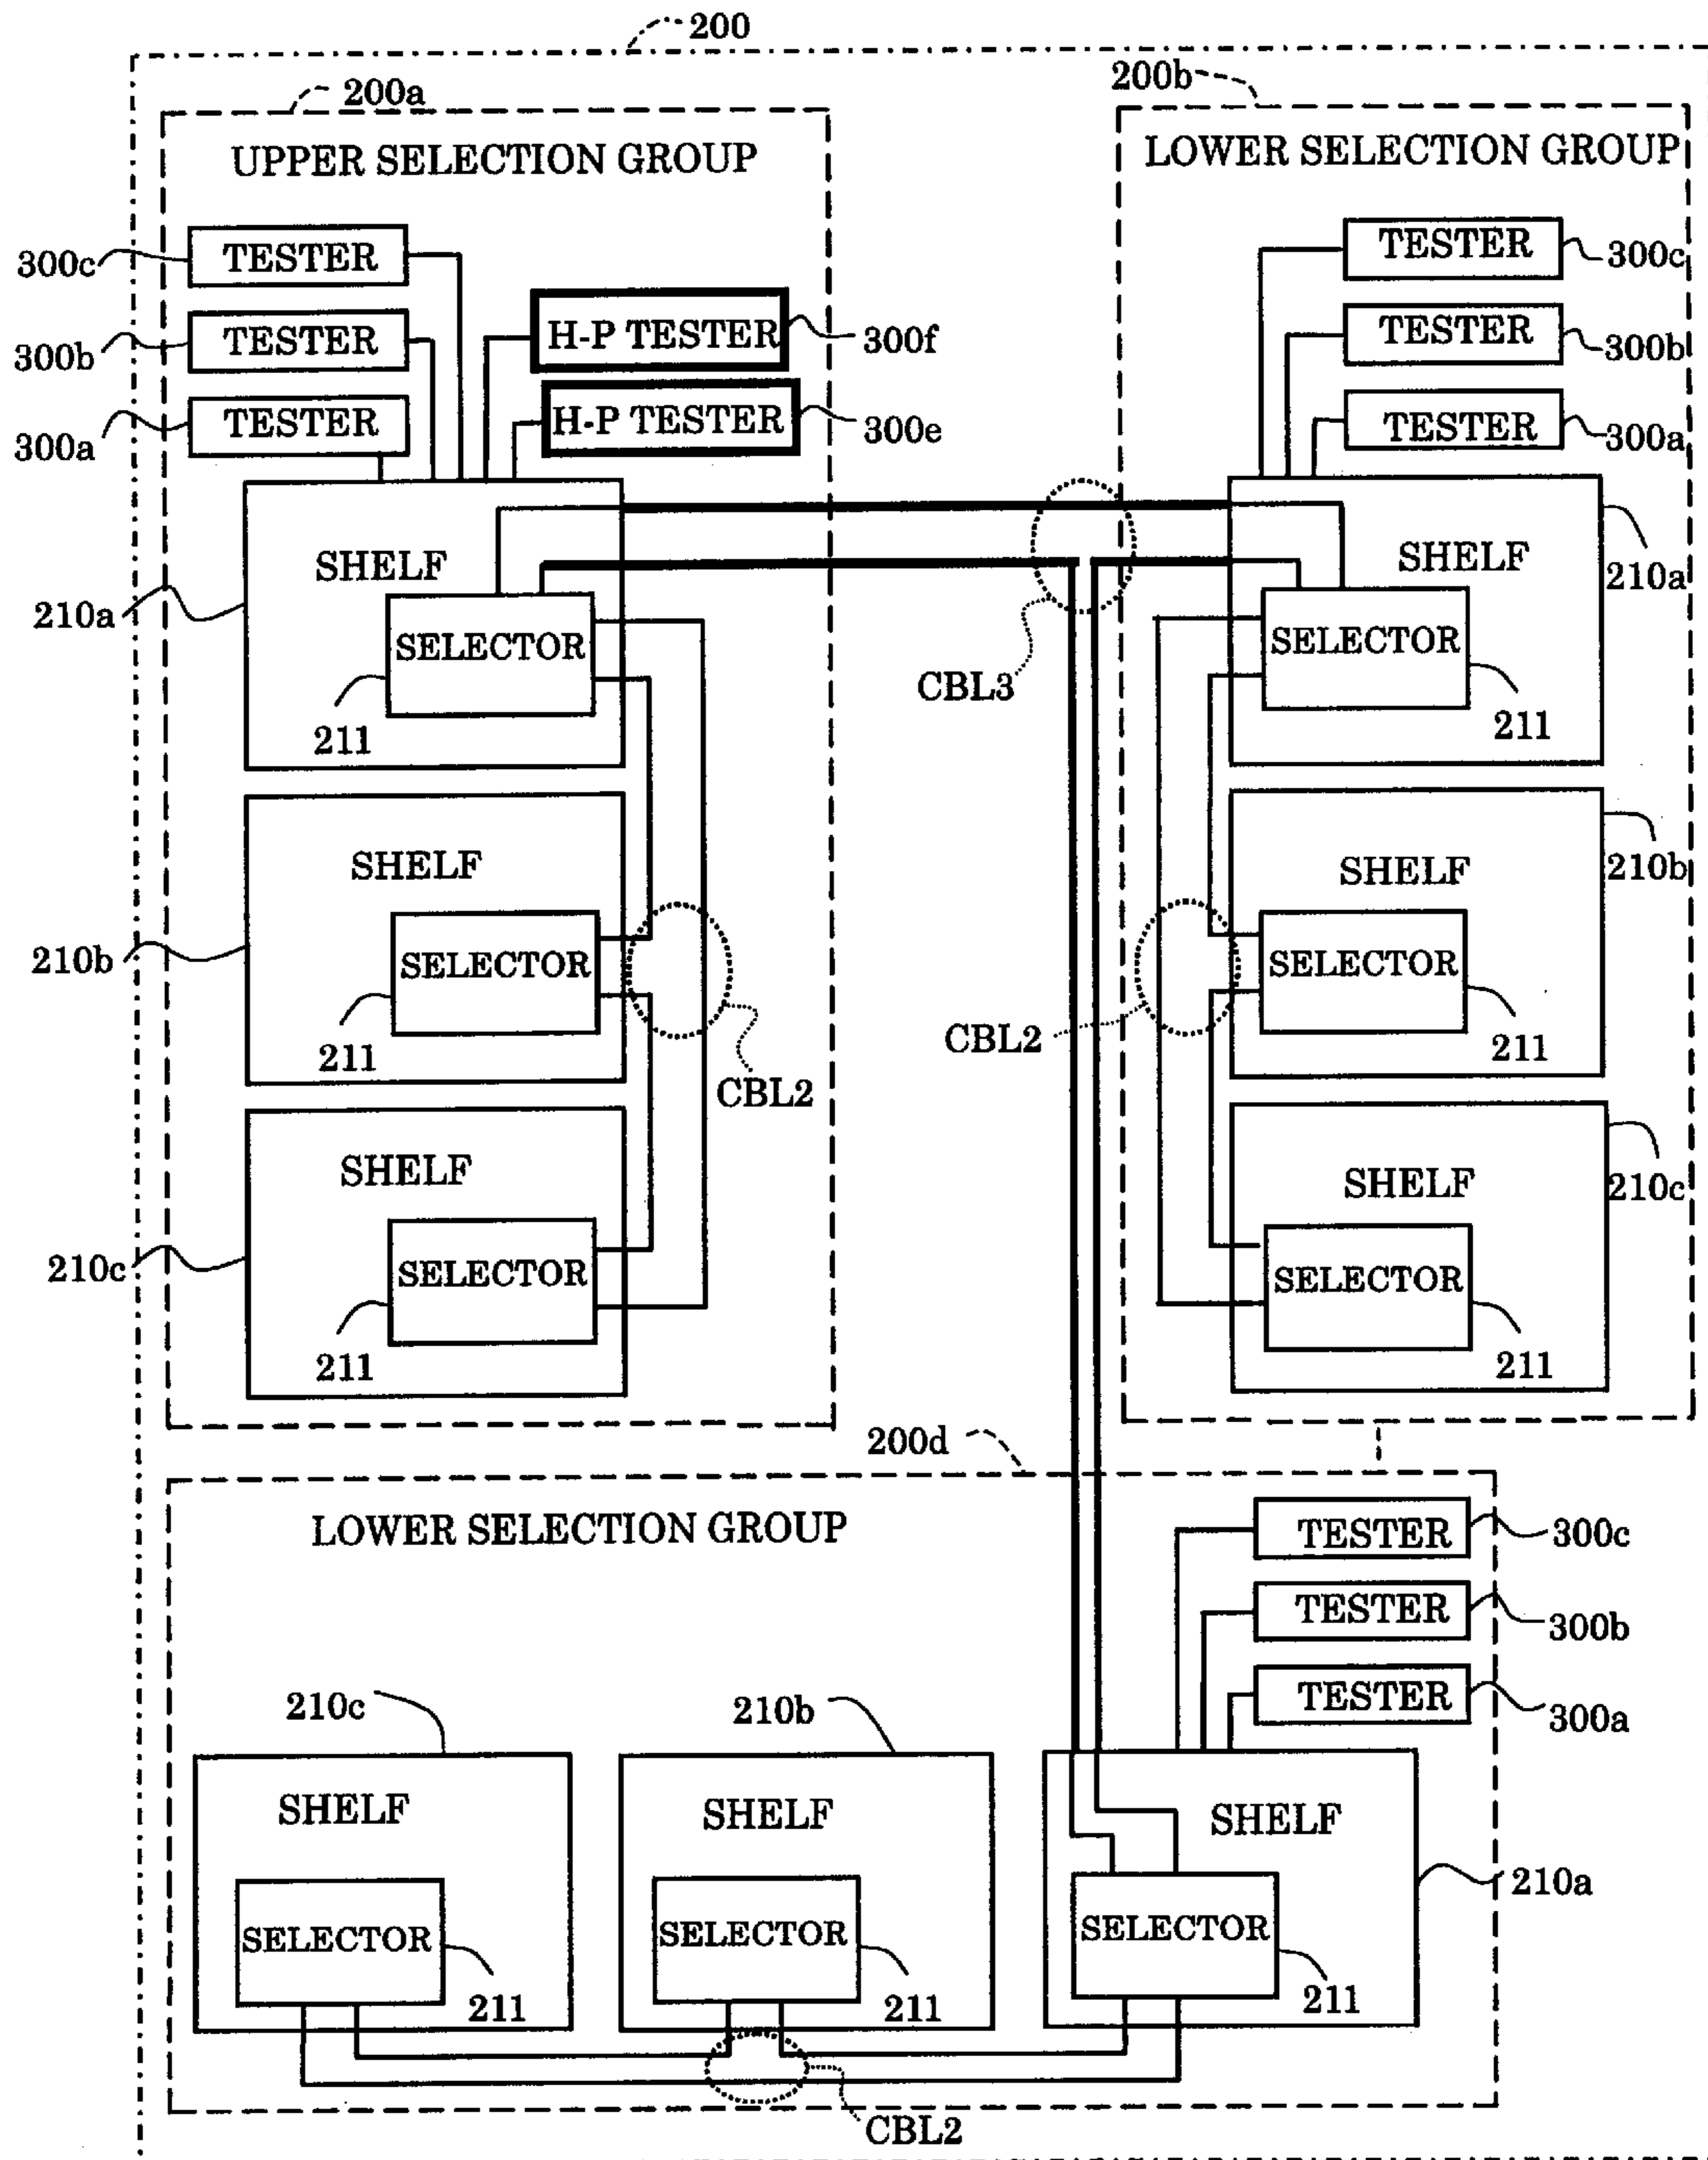 200
200a
UPPER SELECTION GROUP
300c
TESTER
300b
TESTER
300a
TESTER
H-P TESTER
300f
H-P TESTER
300e
SHELF
210a
SELECTOR
211
SHELF
210b
SELECTOR
211
CBL2
SHELF
210c
SELECTOR
211
CBL3
200b
LOWER SELECTION GROUP
TESTER
300c
TESTER
300b
TESTER
300a
SHELF
210a
SELECTOR
211
SHELF
210b
SELECTOR
211
CBL2
SHELF
210c
SELECTOR
211
200d
LOWER SELECTION GROUP
TESTER
300c
TESTER
300b
TESTER
300a
210c
SHELF
SELECTOR
211
210b
SHELF
SELECTOR
211
SHELF
210a
SELECTOR
211
CBL2